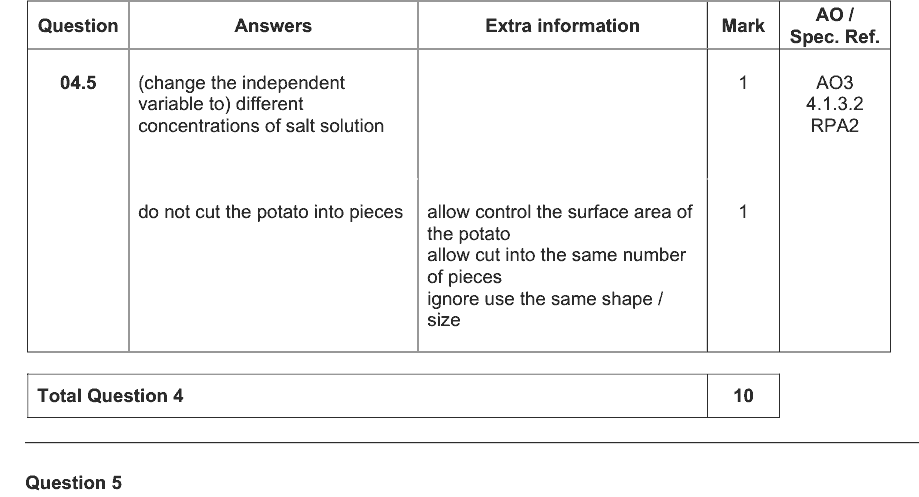 Question Answers Extra information Mark AO /
Spec. Ref.
04.5 (change the independent 1 AO3
variable to) different 4.1.3.2
concentrations of salt solution RPA2
do not cut the potato into pieces allow control the surface area of 1
the potato
allow cut into the same number
of pieces
ignore use the same shape /
size
Total Question 4 10
Question 5